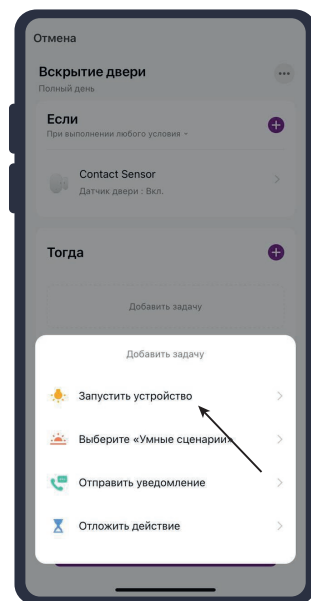 Отмена
Вскрытие двери
Полный день
Если
При выполнении любого условия
Contact Sensor
Датчик двери : Вкл.
Тогда
Добавить задачу
Добавить задачу
Запустить устройство
Выберите «Умные сценарии»
Отправить уведомление
Отложить действие